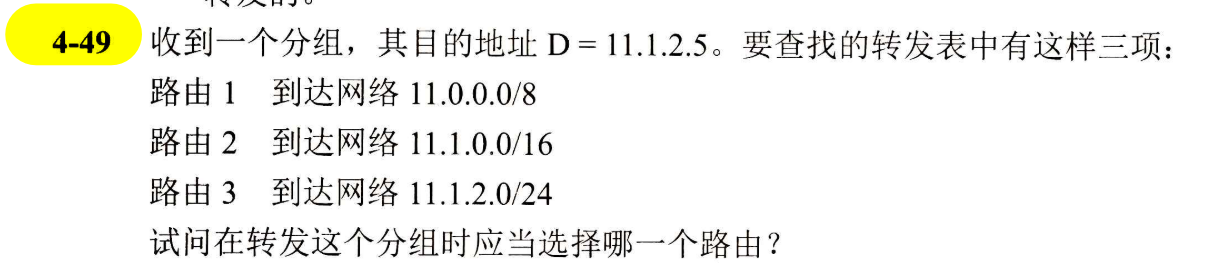 4-49 收到一个分组，其目的地址 D = 11.1.2.5。要查找的转发表中有这样三项：
路由 1 到达网络 11.0.0.0/8
路由 2 到达网络 11.1.0.0/16
路由 3 到达网络 11.1.2.0/24
试问在转发这个分组时应当选择哪一个路由？